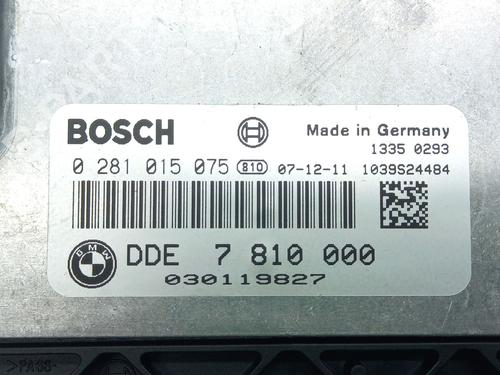 BOSCH
Made in Germany
1335 0293
0 281 015 075 810 07-12-11 1039S24484
BMW DDE 7 810 000
030119827
>PA66-